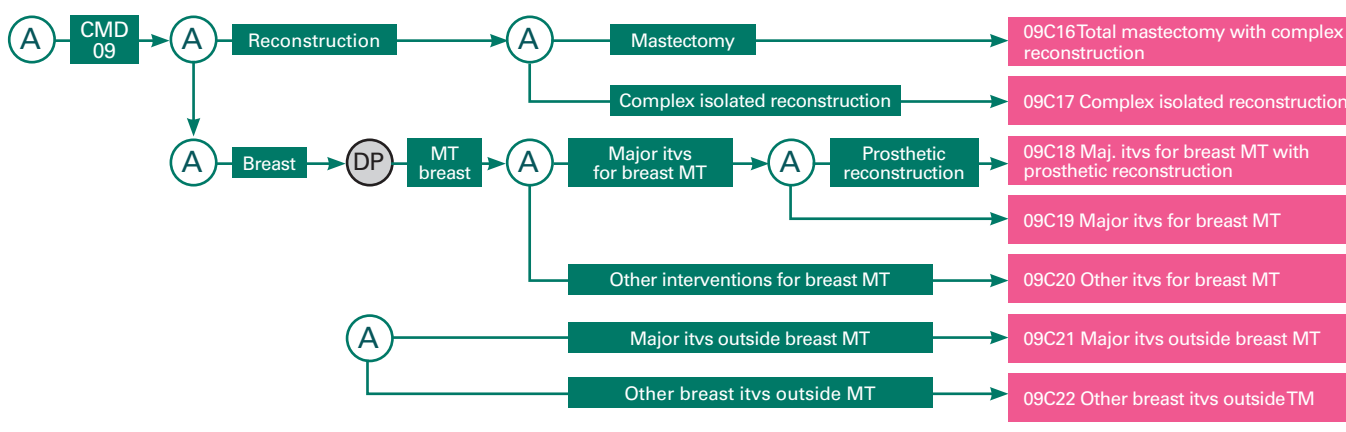 A
CMD
09
A
Reconstruction
A
Mastectomy
09C16Total mastectomy with complex
reconstruction
Complex isolated reconstruction
09C17 Complex isolated reconstruction
A
Breast
DP
MT
breast
A
Major itvs
for breast MT
A
Prosthetic
reconstruction
09C18 Maj. itvs for breast MT with
prosthetic reconstruction
09C19 Major itvs for breast MT
Other interventions for breast MT
09C20 Other itvs for breast MT
A
Major itvs outside breast MT
09C21 Major itvs outside breast MT
Other breast itvs outside MT
09C22 Other breast itvs outside TM